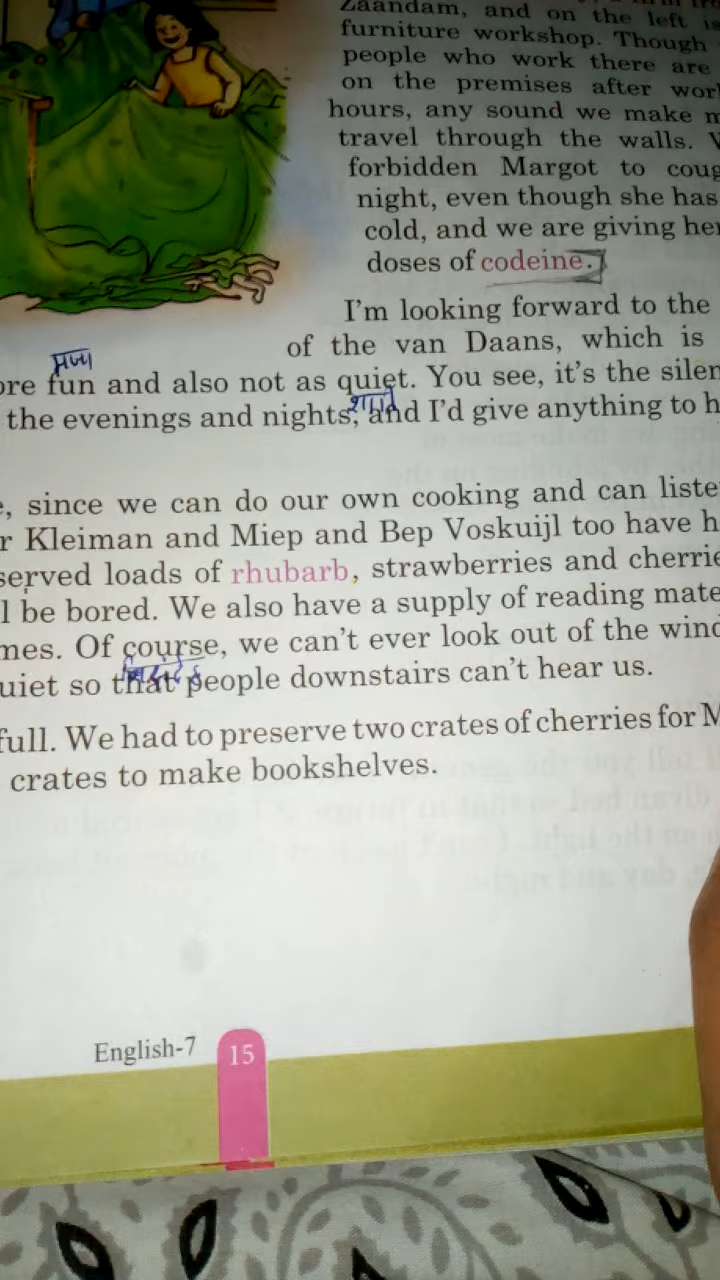 Zaandam, and on the left is
furniture workshop. Though
people who work there are
on the premises after wor
hours, any sound we make m
travel through the walls.
forbidden Margot to coug
night, even though she has
cold, and we are giving her
doses of codeine.
I'm looking forward to the
of the van Daans, which is
मज़ा
ore fun and also not as quiet. You see, it's the silen
the evenings and nights, and I'd give anything to h
शांत
e, since we can do our own cooking and can liste
r Kleiman and Miep and Bep Voskuijl too have h
served loads of rhubarb, strawberries and cherrie
l be bored. We also have a supply of reading mate
mes. Of course, we can't ever look out of the wind
uiet so that people downstairs can't hear us.
full. We had to preserve two crates of cherries for M
crates to make bookshelves.
English-7 15